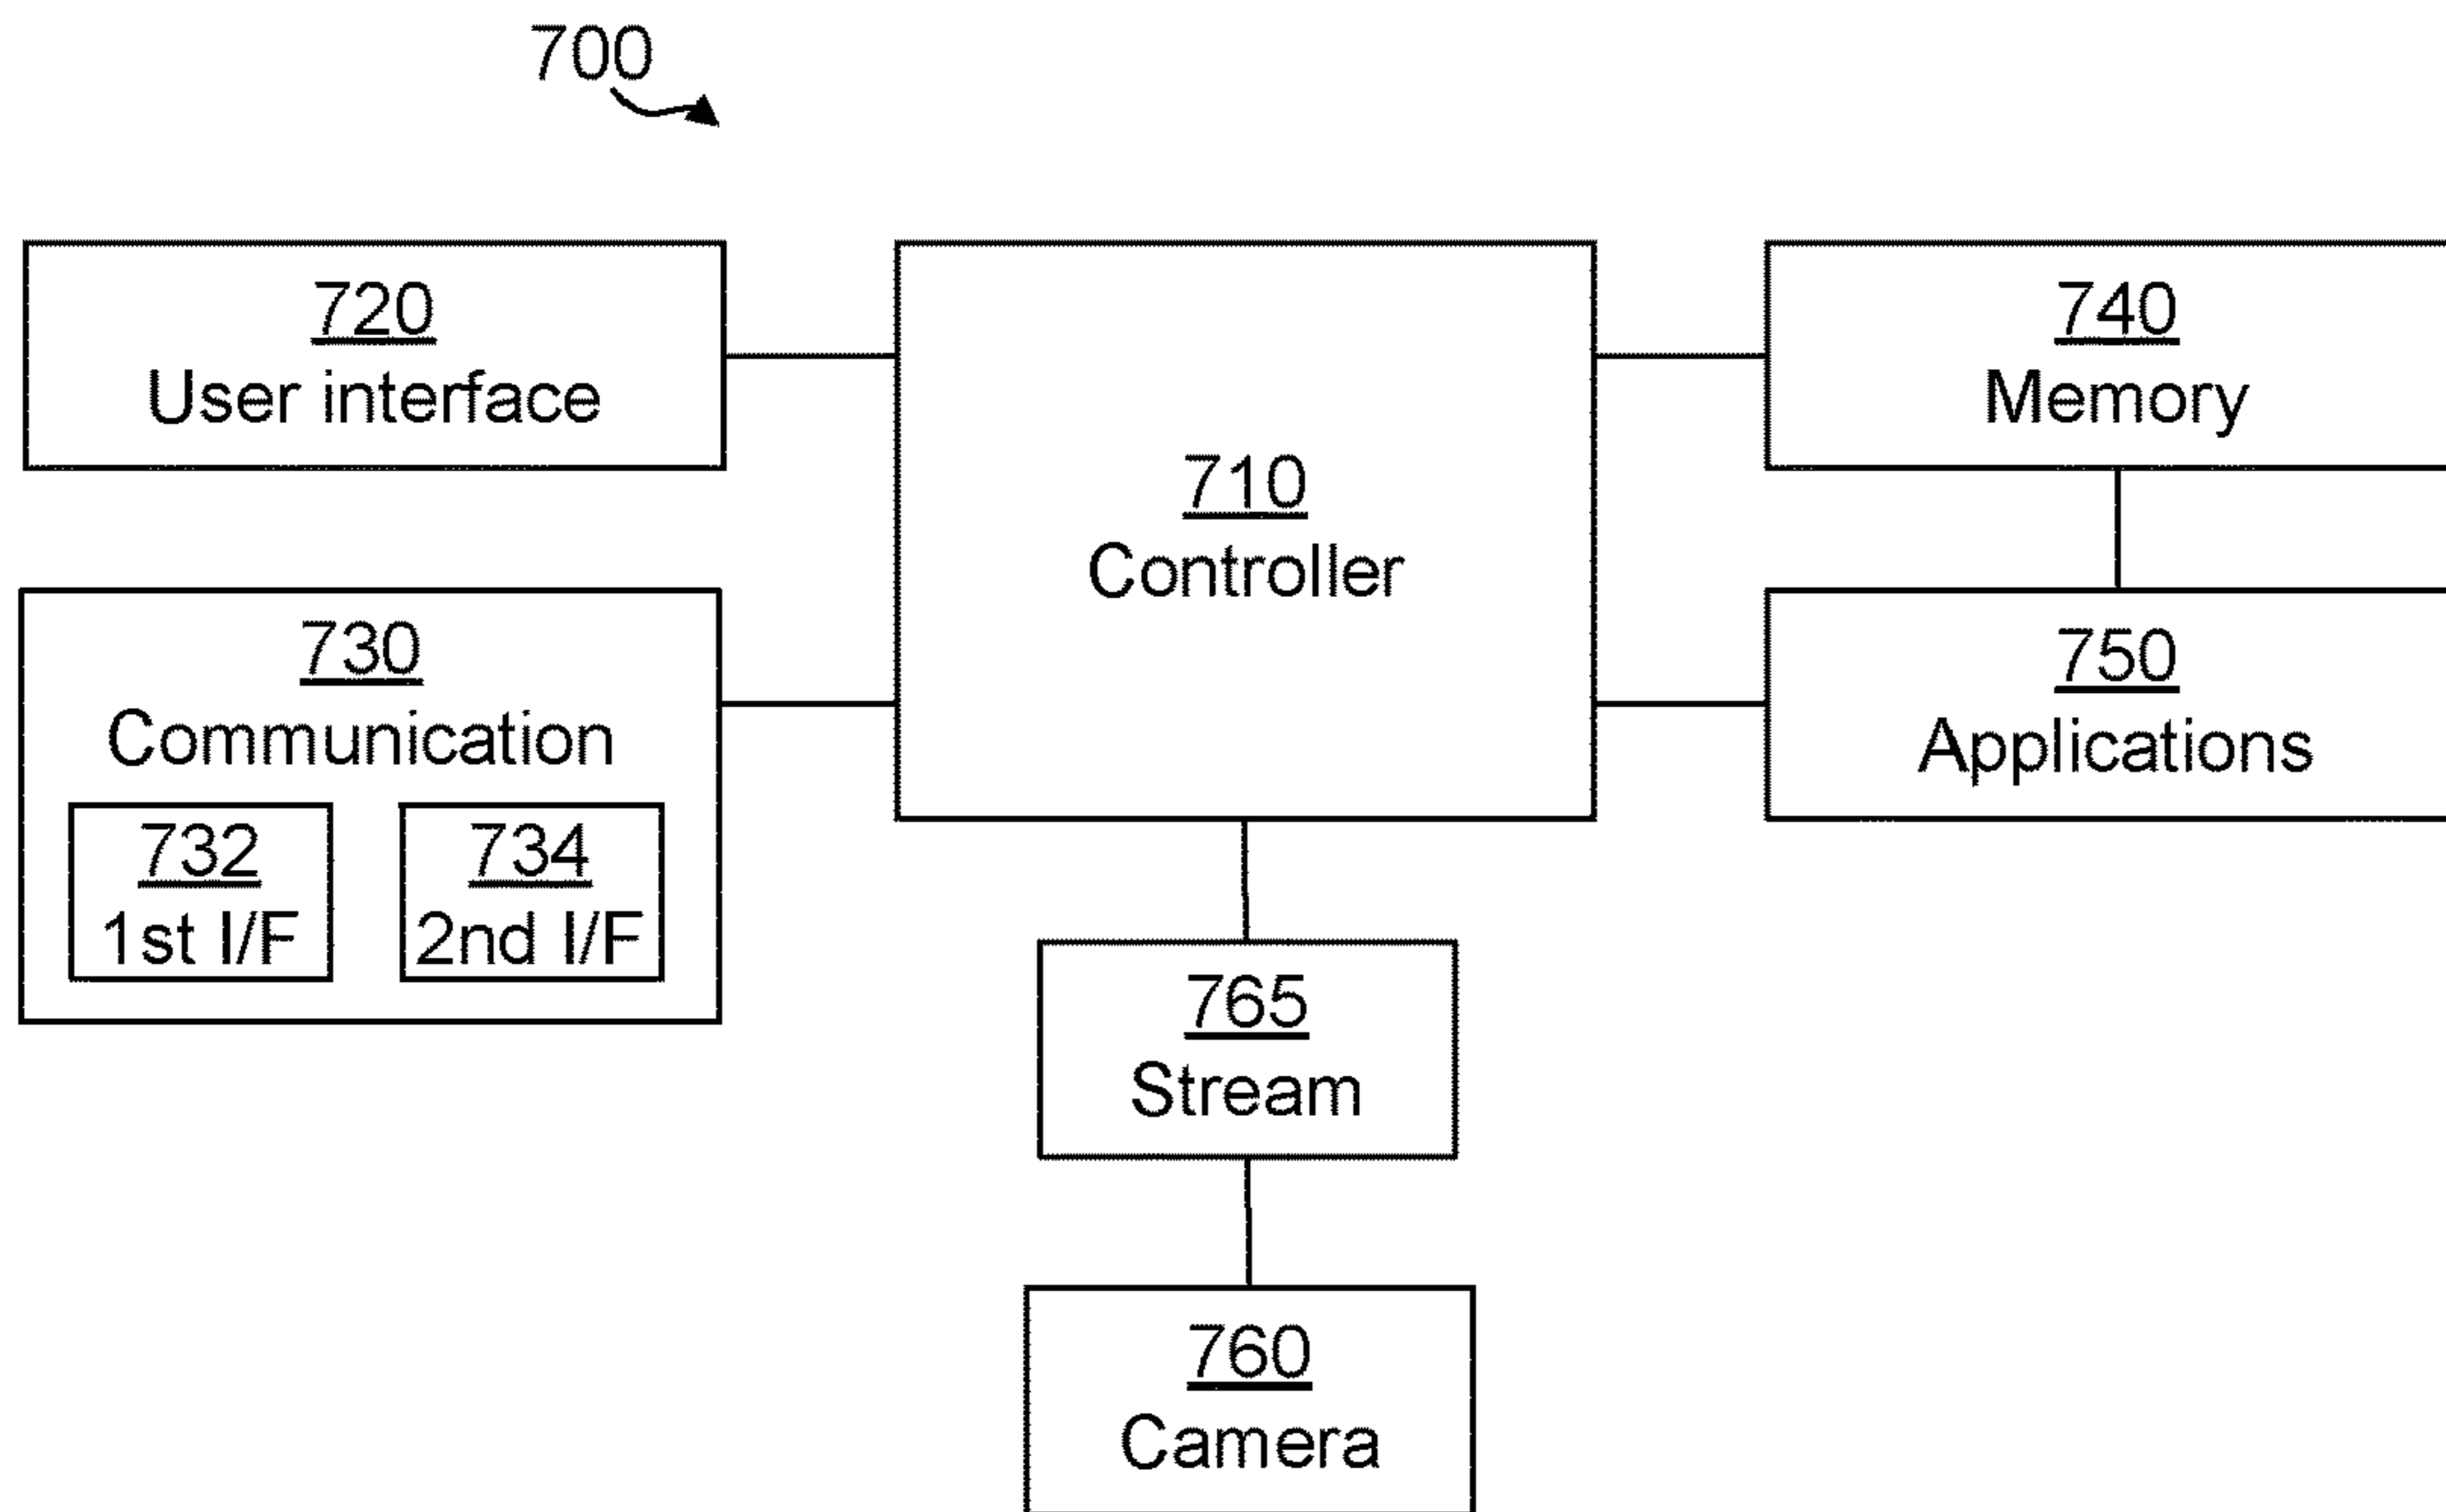 700
720
User interface
710
Controller
740
Memory
730
Communication
732
1st I/F
734
2nd I/F
750
Applications
765
Stream
760
Camera